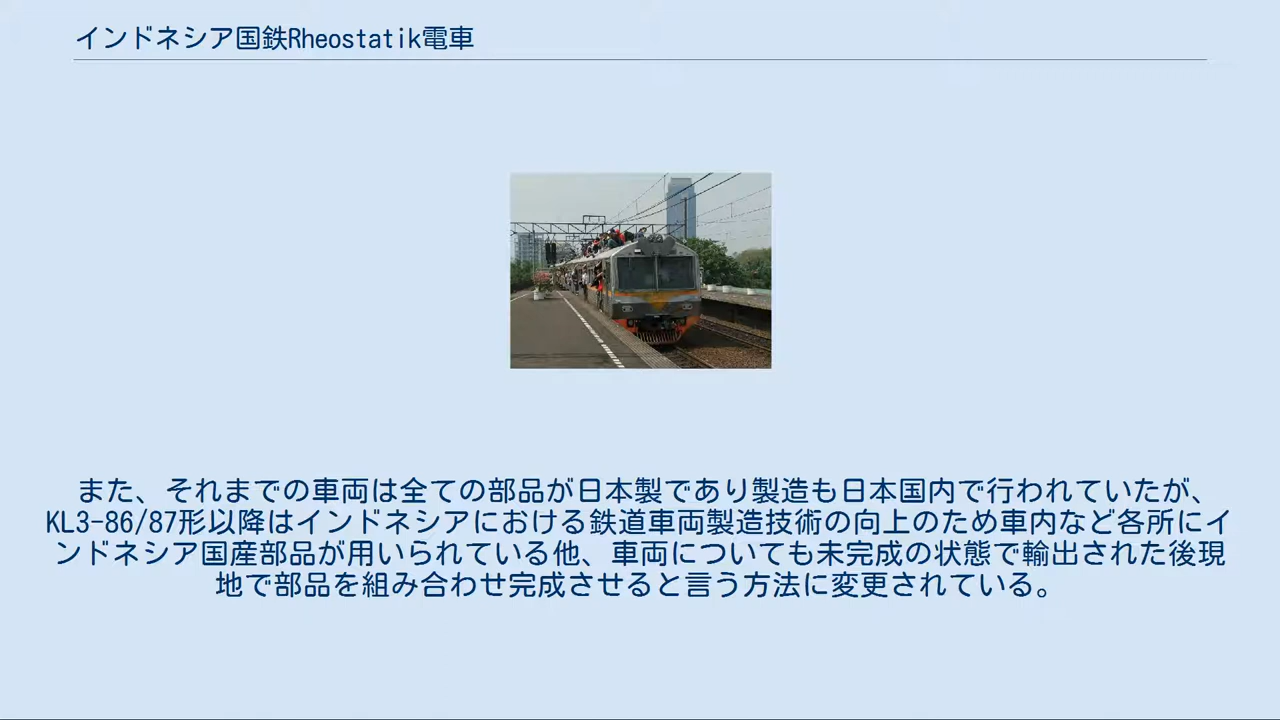 インドネシア国鉄Rheostatik電車
また、それまでの車両は全ての部品が日本製であり製造も日本国内で行われていたが、
KL3-86/87形以降はインドネシアにおける鉄道車両製造技術の向上のため車内など各所にイ
ンドネシア国産部品が用いられている他、車両についても未完成の状態で輸出された後現
地で部品を組み合わせ完成させると言う方法に変更されている。